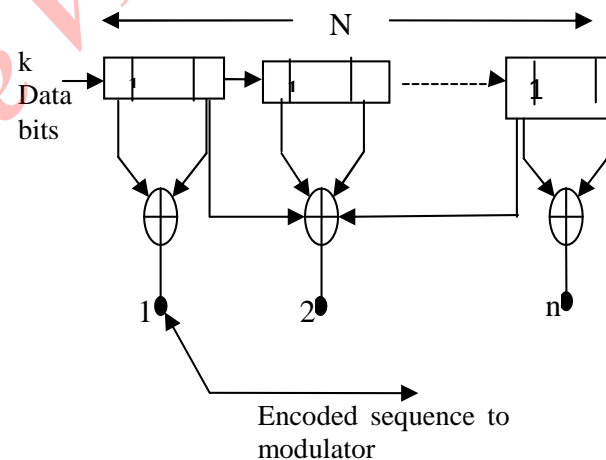 N
k
Data
bits
1
1
1
1
2
n
Encoded sequence to
modulator